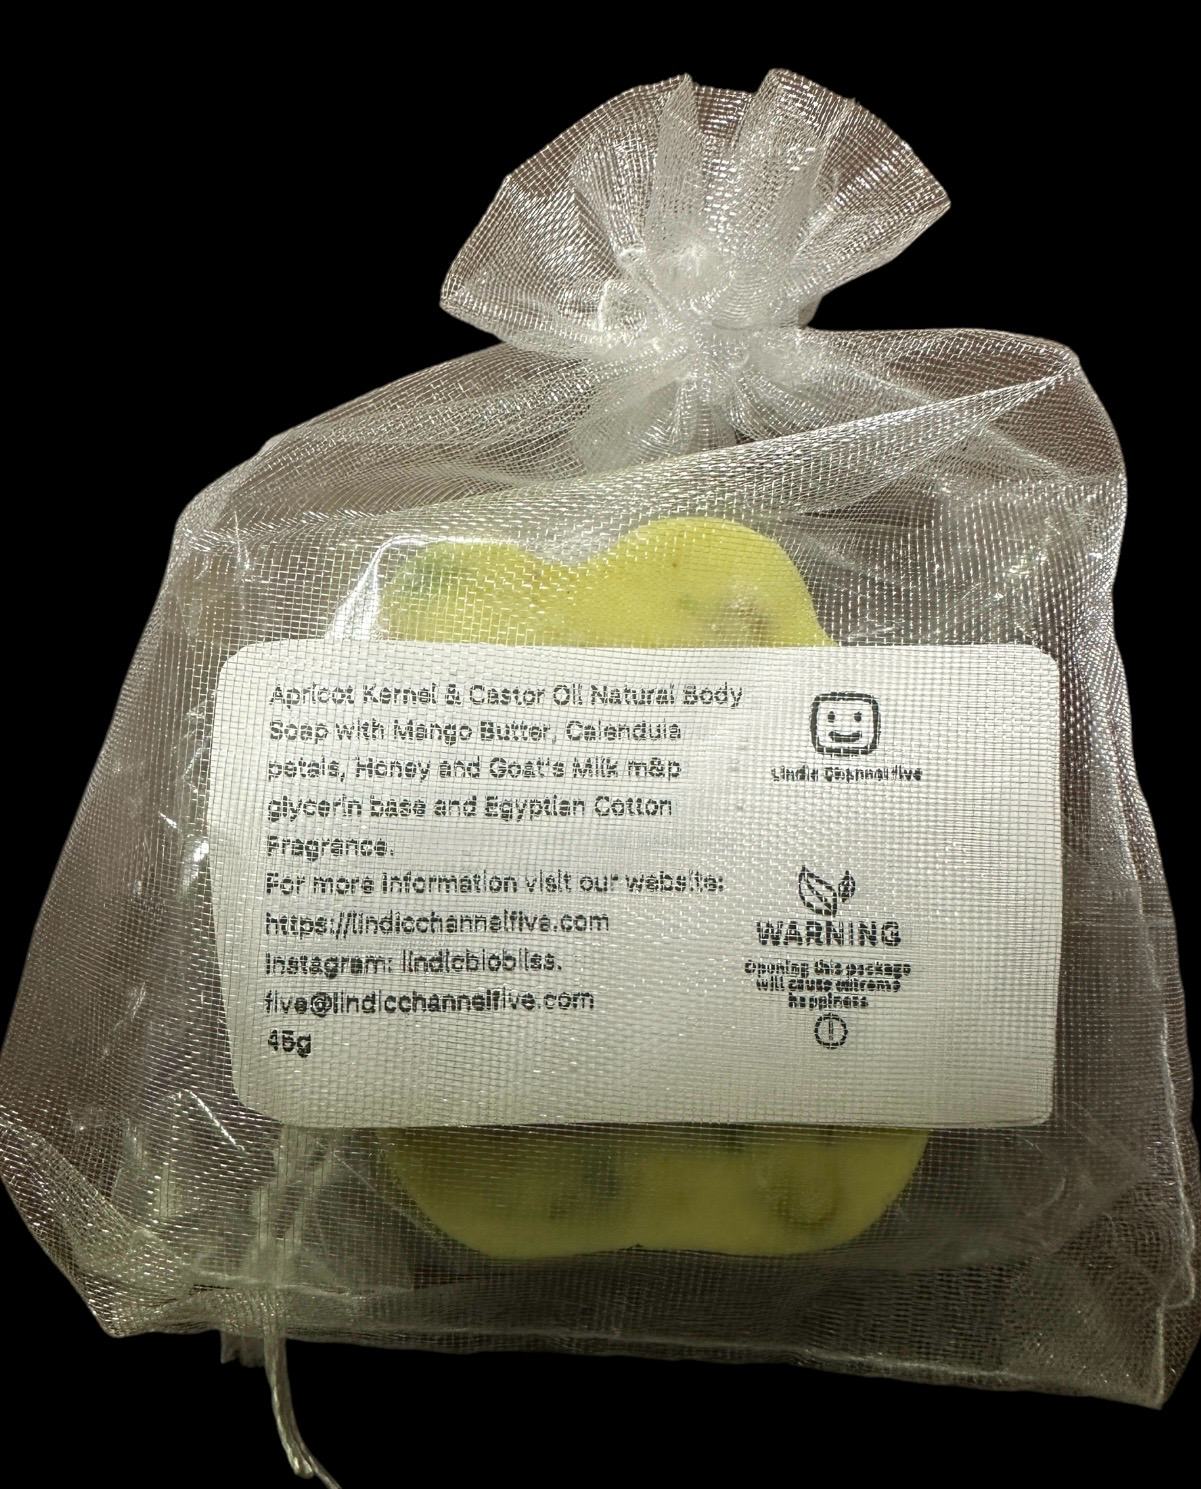 Apricot Kernel & Castor Oil Natural Body
Soap with Mango Butter, Calendula
petals, Honey and Goat's Milk m&p
glycerin base and Egyptian Cotton
Fragrance.
For more information visit our website:
https://lindicchannelfive.com
Instagram: lindicbiobliss.
five@lindicchannelfive.com
45g
Lindic Channel five
WARNING
Opening this package
will cause extreme
happiness